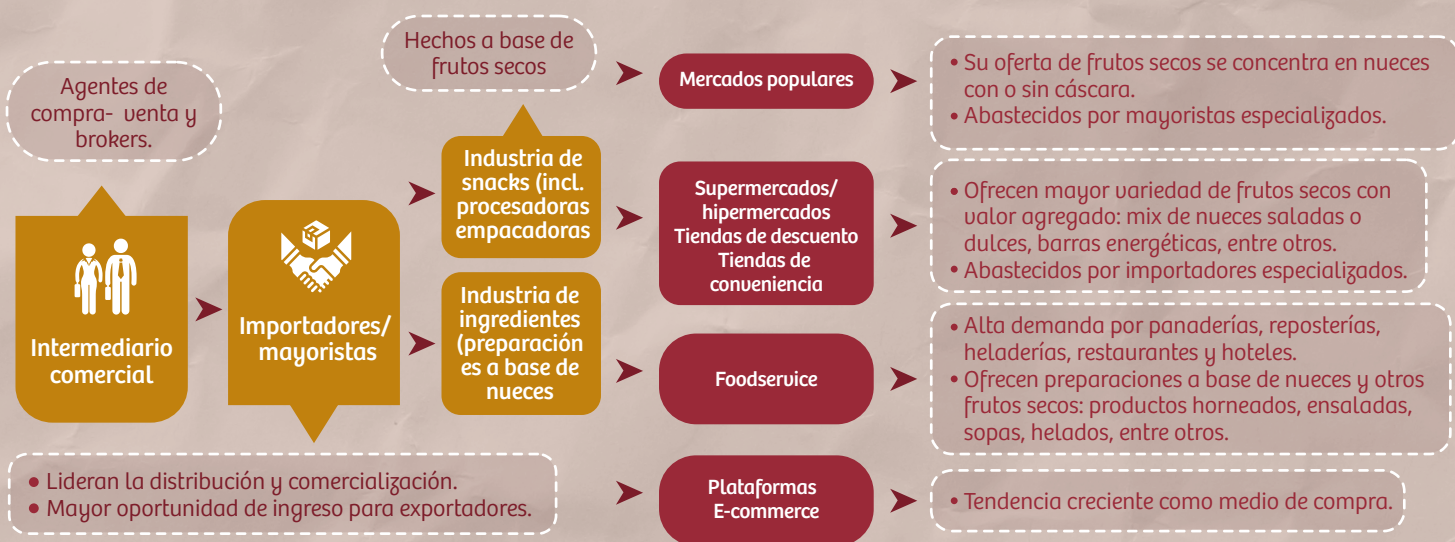 Agentes de
compra- venta y
brokers.
Intermediario
comercial
Importadores/
mayoristas
• Lideran la distribución y comercialización.
• Mayor oportunidad de ingreso para exportadores.
Hechos a base de
frutos secos
Industria de
snacks (incl.
procesadoras
empacadoras
Industria de
ingredientes
(preparación
es a base de
nueces
Mercados populares
• Su oferta de frutos secos se concentra en nueces
con o sin cáscara.
• Abastecidos por mayoristas especializados.
Supermercados/
hipermercados
Tiendas de descuento
Tiendas de
conveniencia
• Ofrecen mayor variedad de frutos secos con
valor agregado: mix de nueces saladas o
dulces, barras energéticas, entre otros.
• Abastecidos por importadores especializados.
Foodservice
• Alta demanda por panaderías, reposterías,
heladerías, restaurantes y hoteles.
• Ofrecen preparaciones a base de nueces y otros
frutos secos: productos horneados, ensaladas,
sopas, helados, entre otros.
Plataformas
E-commerce
• Tendencia creciente como medio de compra.